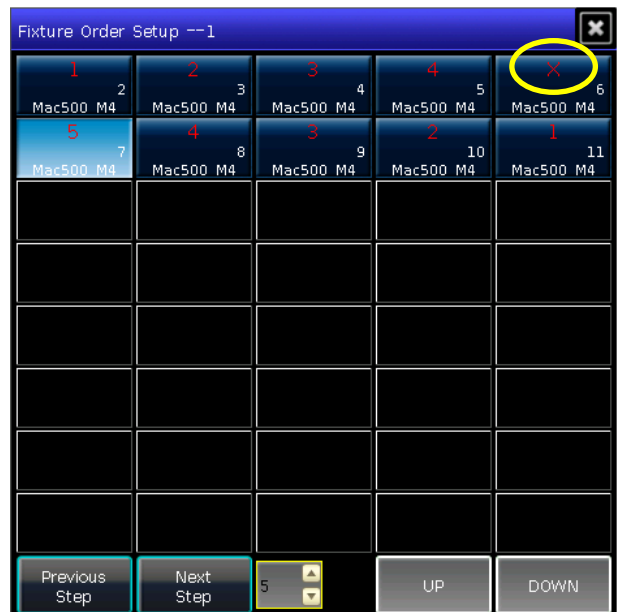 Fixture Order Setup --1
1 2 3 4 X
2 3 4 5 6
Mac500 M4 Mac500 M4 Mac500 M4 Mac500 M4 Mac500 M4
5 4 3 2 1
7 8 9 10 11
Mac500 M4 Mac500 M4 Mac500 M4 Mac500 M4 Mac500 M4
Previous Step
Next Step
5
UP
DOWN